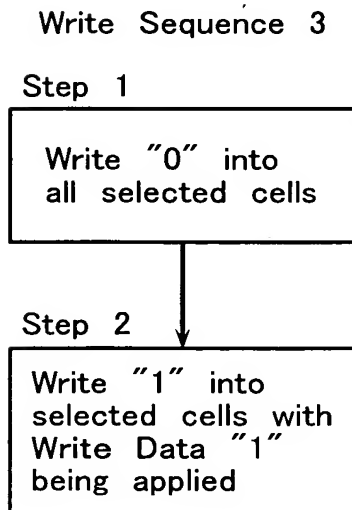 Write Sequence 3
Step 1
Write "0" into
all selected cells
Step 2
Write "1" into
selected cells with
Write Data "1"
being applied